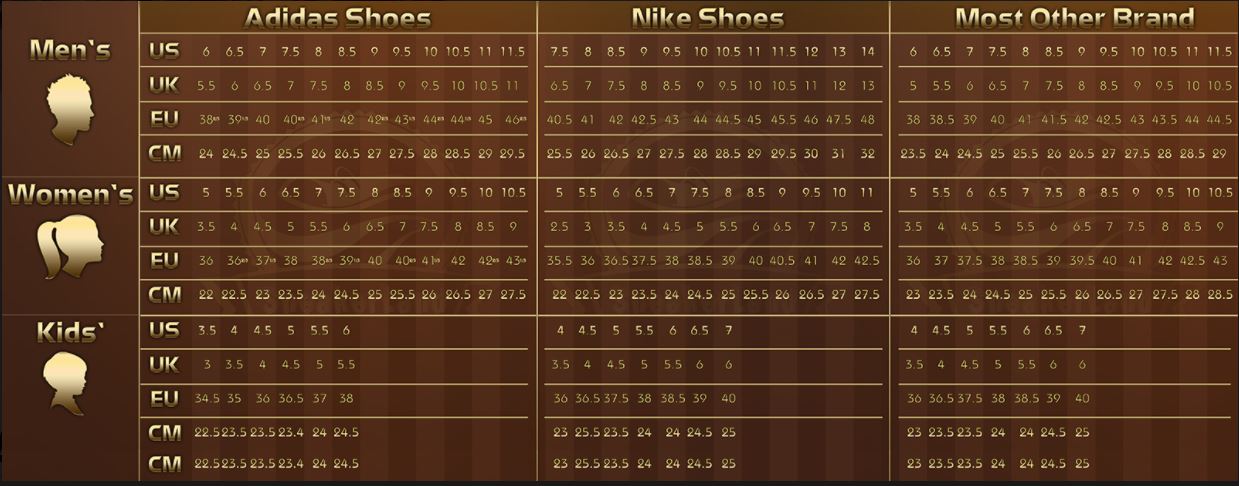 Adidas Shoes Nike Shoes Most Other Brand
Men`s
US 6 6.5 7 7.5 8 8.5 9 9.5 10 10.5 11 11.5 7.5 8 8.5 9 9.5 10 10.5 11 11.5 12 13 14 6 6.5 7 7.5 8 8.5 9 9.5 10 10.5 11 11.5
UK 5.5 6 6.5 7 7.5 8 8.5 9 9.5 10 10.5 11 6.5 7 7.5 8 8.5 9 9.5 10 10.5 11 12 13 5 5.5 6 6.5 7 7.5 8 8.5 9 9.5 10 10.5
EU 38 39 40 40 41 42 42 43 44 44 45 46 40.5 41 42 42.5 43 44 44.5 45 45.5 46 47.5 48 38 38.5 39 40 41 41.5 42 42.5 43 43.5 44 44.5
CM 24 24.5 25 25.5 26 26.5 27 27.5 28 28.5 29 29.5 25.5 26 26.5 27 27.5 28 28.5 29 29.5 30 31 32 23.5 24 24.5 25 25.5 26 26.5 27 27.5 28 28.5 29
Women`s
US 5 5.5 6 6.5 7 7.5 8 8.5 9 9.5 10 10.5 5 5.5 6 6.5 7 7.5 8 8.5 9 9.5 10 11 5 5.5 6 6.5 7 7.5 8 8.5 9 9.5 10 10.5
UK 3.5 4 4.5 5 5.5 6 6.5 7 7.5 8 8.5 9 2.5 3 3.5 4 4.5 5 5.5 6 6.5 7 7.5 8 3.5 4 4.5 5 5.5 6 6.5 7 7.5 8 8.5 9
EU 36 36 37 38 38 39 40 40 41 42 42 43 35.5 36 36.5 37.5 38 38.5 39 40 40.5 41 42 42.5 36 37 37.5 38 38.5 39 39.5 40 41 42 42.5 43
CM 22 22.5 23 23.5 24 24.5 25 25.5 26 26.5 27 27.5 22 22.5 23 23.5 24 24.5 25 25.5 26 26.5 27 27.5 23 23.5 24 24.5 25 25.5 26 26.5 27 27.5 28 28.5
Kids`
US 3.5 4 4.5 5 5.5 6 4 4.5 5 5.5 6 6.5 7 4 4.5 5 5.5 6 6.5 7
UK 3 3.5 4 4.5 5 5.5 3.5 4 4.5 5 5.5 6 6 3.5 4 4.5 5 5.5 6 6
EU 34.5 35 36 36.5 37 38 36 36.5 37.5 38 38.5 39 40 36 36.5 37.5 38 38.5 39 40
CM 22.5 23.5 23.5 23.4 24 24.5 23 25.5 23.5 24 24 24.5 25 23 23.5 23.5 24 24 24.5 25
CM 22.5 23.5 23.5 23.4 24 24.5 23 25.5 23.5 24 24 24.5 25 23 23.5 23.5 24 24 24.5 25